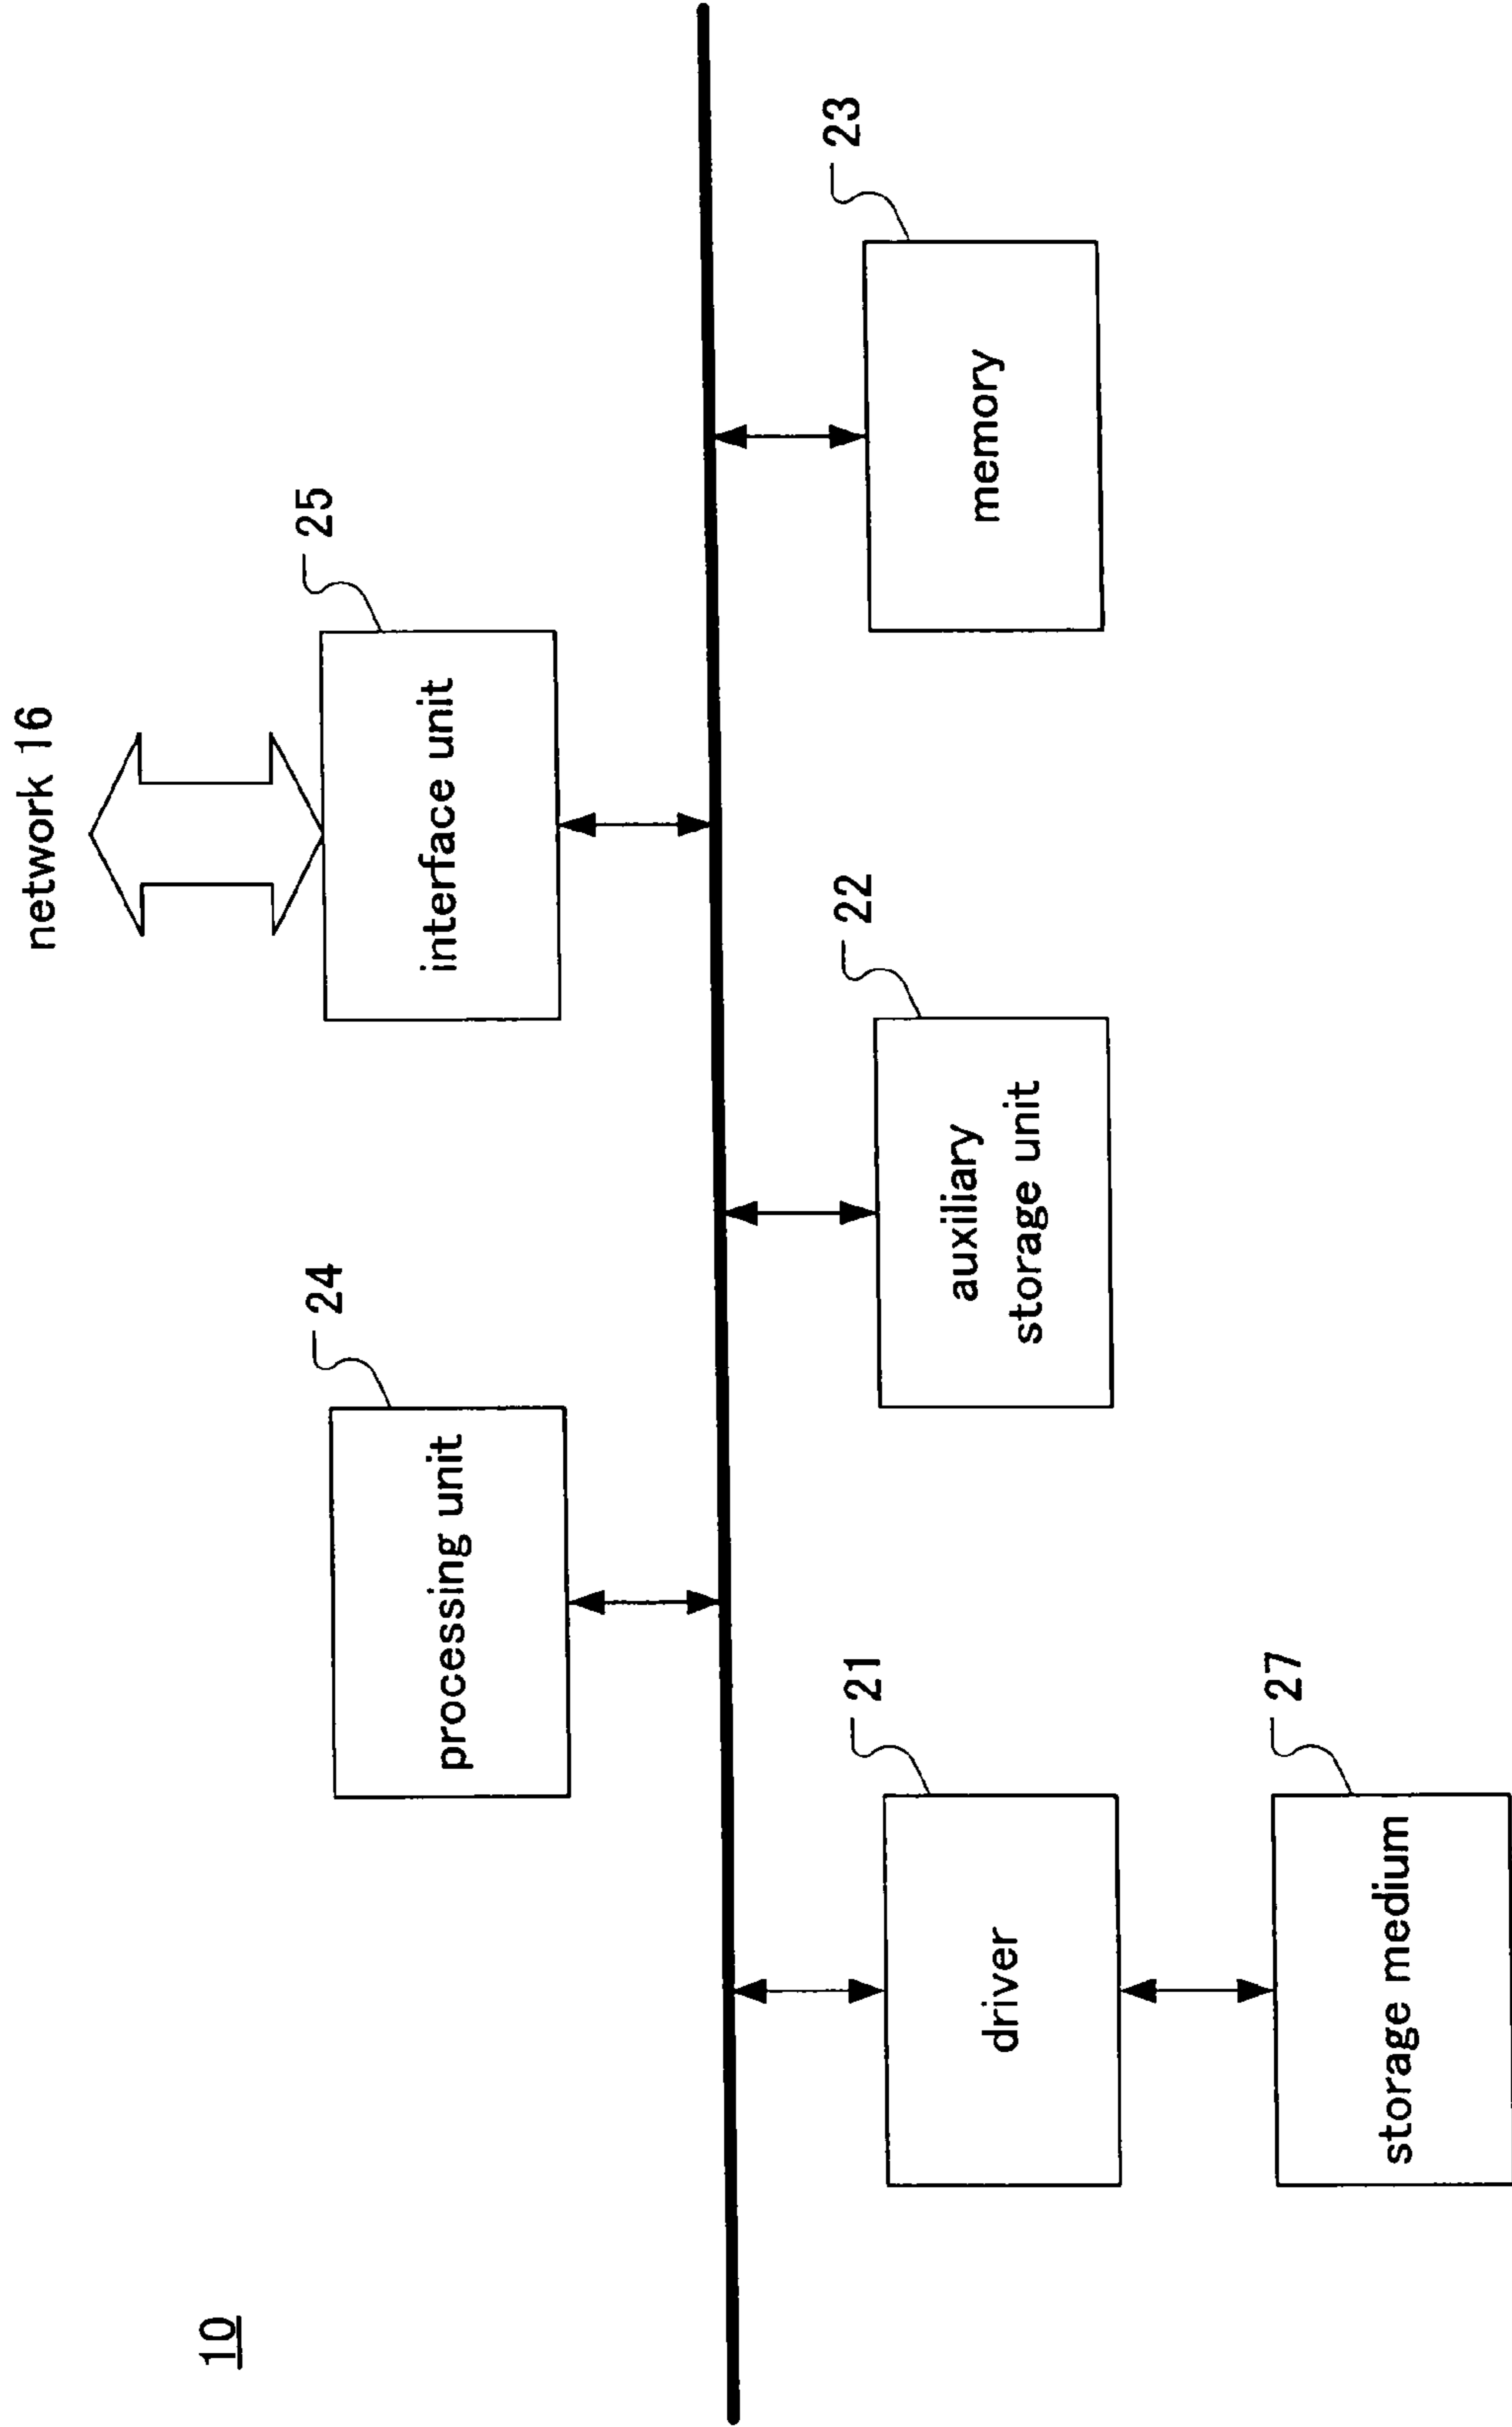 10
network 16
24
processing unit
25
interface unit
21
driver
22
auxiliary
storage unit
23
memory
27
storage medium